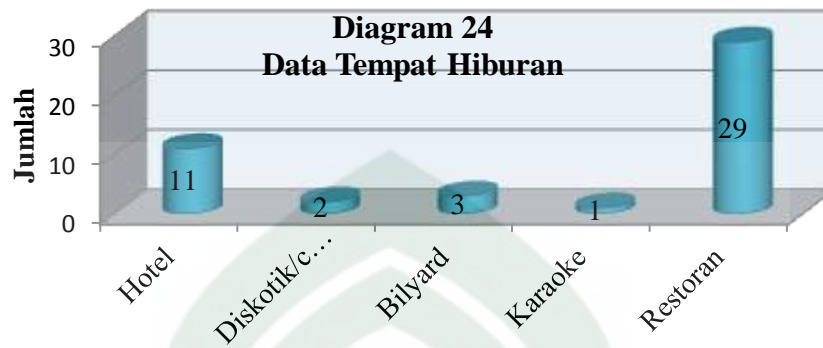 Diagram 24
Data Tempat Hiburan
Jumlah
30
20
10
0
11
2
3
1
29
Hotel
Diskotik/c…
Bilyard
Karaoke
Restoran